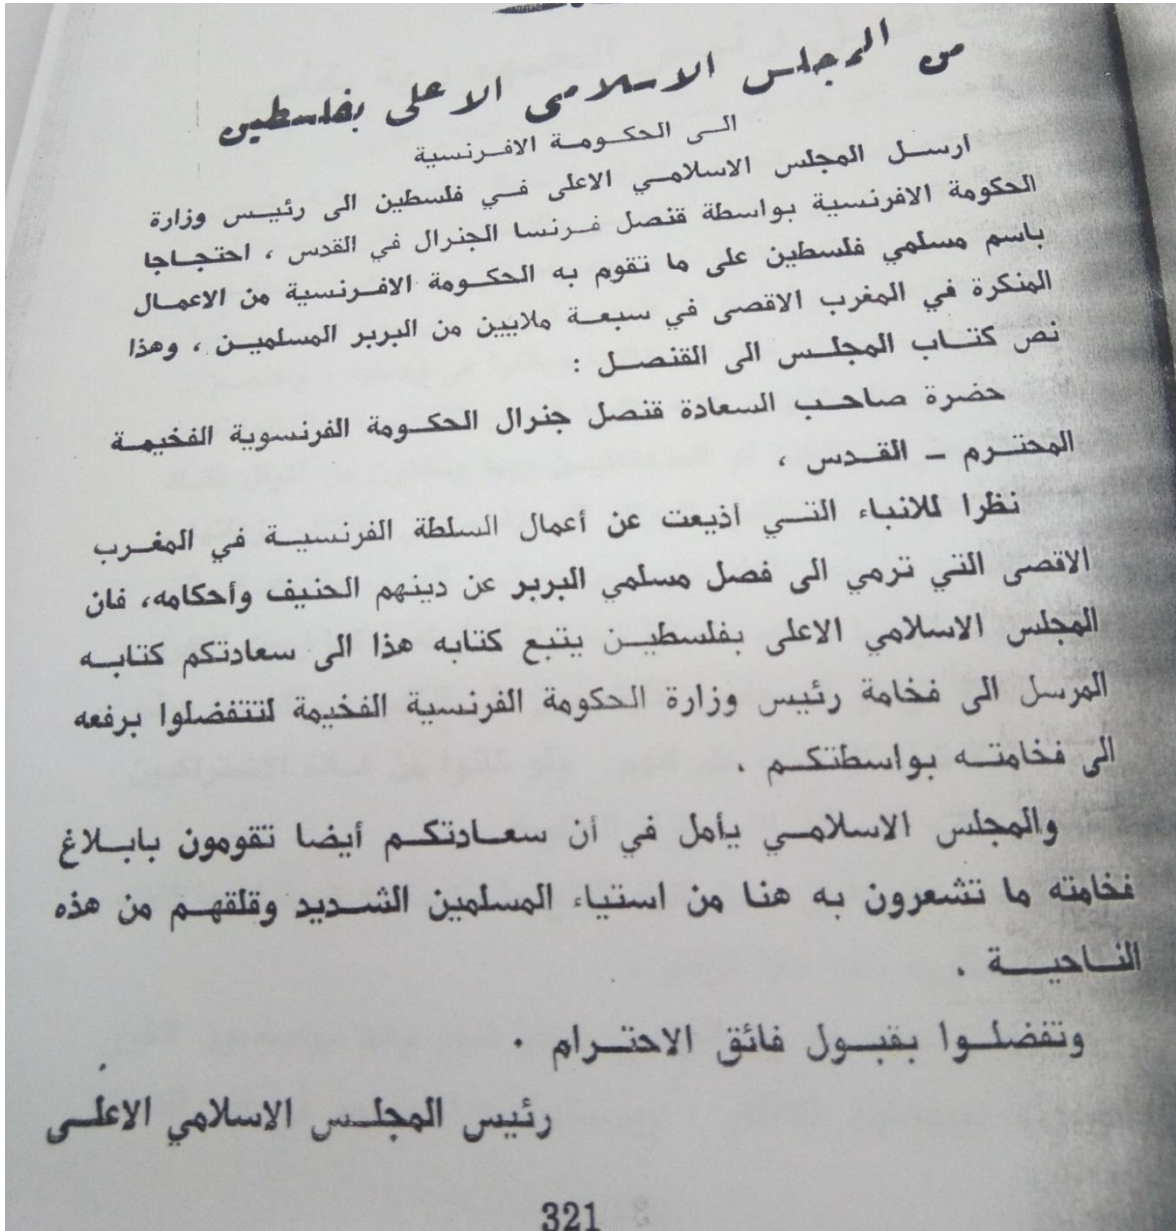 من المجلس الاسلامي الاعلى بفلسطين
الى الحكومة الافرنسية
ارسل المجلس الاسلامي الاعلى في فلسطين الى رئيس وزارة
الحكومة الافرنسية بواسطة قنصل فرنسا الجنرال في القدس ، احتجاجا
باسم مسلمي فلسطين على ما تقوم به الحكومة الافرنسية من الاعمال
المنكرة في المغرب الاقصى في سبعة ملايين من البربر المسلمين ، وهذا
نص كتاب المجلس الى القنصل :
حضرة صاحب السعادة قنصل جنرال الحكومة الفرنسوية الفخيمة
المحترم - القدس ،
نظرا للانباء التي أذيعت عن أعمال السلطة الفرنسية في المغرب
الاقصى التي ترمي الى فصل مسلمي البربر عن دينهم الحنيف وأحكامه، فان
المجلس الاسلامي الاعلى بفلسطين يتبع كتابه هذا الى سعادتكم كتابه
المرسل الى فخامة رئيس وزارة الحكومة الفرنسية الفخيمة لتتفضلوا برفعه
الى فخامته بواسطتكم .
والمجلس الاسلامي يأمل في أن سعادتكم أيضا تقومون بابلاغ
فخامته ما تشعرون به هنا من استياء المسلمين الشديد وقلقهم من هذه
الناحية .
وتفضلوا بقبول فائق الاحترام .
رئيس المجلس الاسلامي الاعلى
321